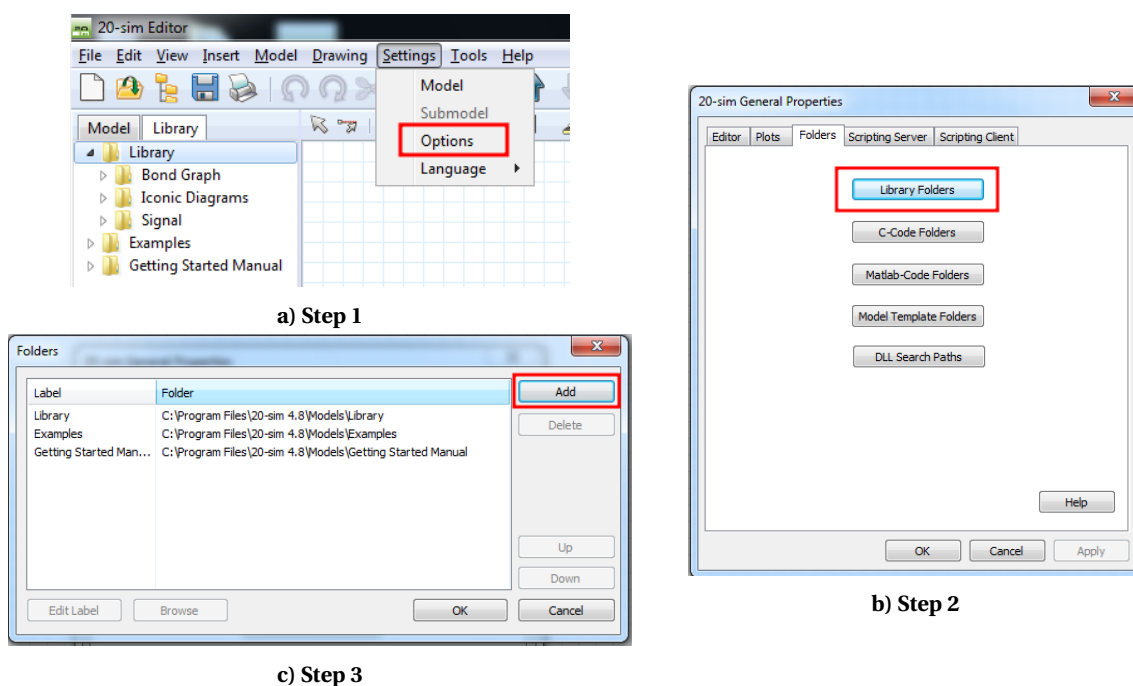 20-sim Editor
File Edit View Insert Model Drawing Settings Tools Help
Model
Submodel
Options
Language
Model Library
Library
Bond Graph
Iconic Diagrams
Signal
Examples
Getting Started Manual
a) Step 1
20-sim General Properties
Editor Plots Folders Scripting Server Scripting Client
Library Folders
C-Code Folders
Matlab-Code Folders
Model Template Folders
DLL Search Paths
Help
OK Cancel Apply
b) Step 2
Folders
Label Folder
Library C:\Program Files\20-sim 4.8\Models\Library
Examples C:\Program Files\20-sim 4.8\Models\Examples
Getting Started Man... C:\Program Files\20-sim 4.8\Models\Getting Started Manual
Add
Delete
Up
Down
Edit Label Browse OK Cancel
c) Step 3